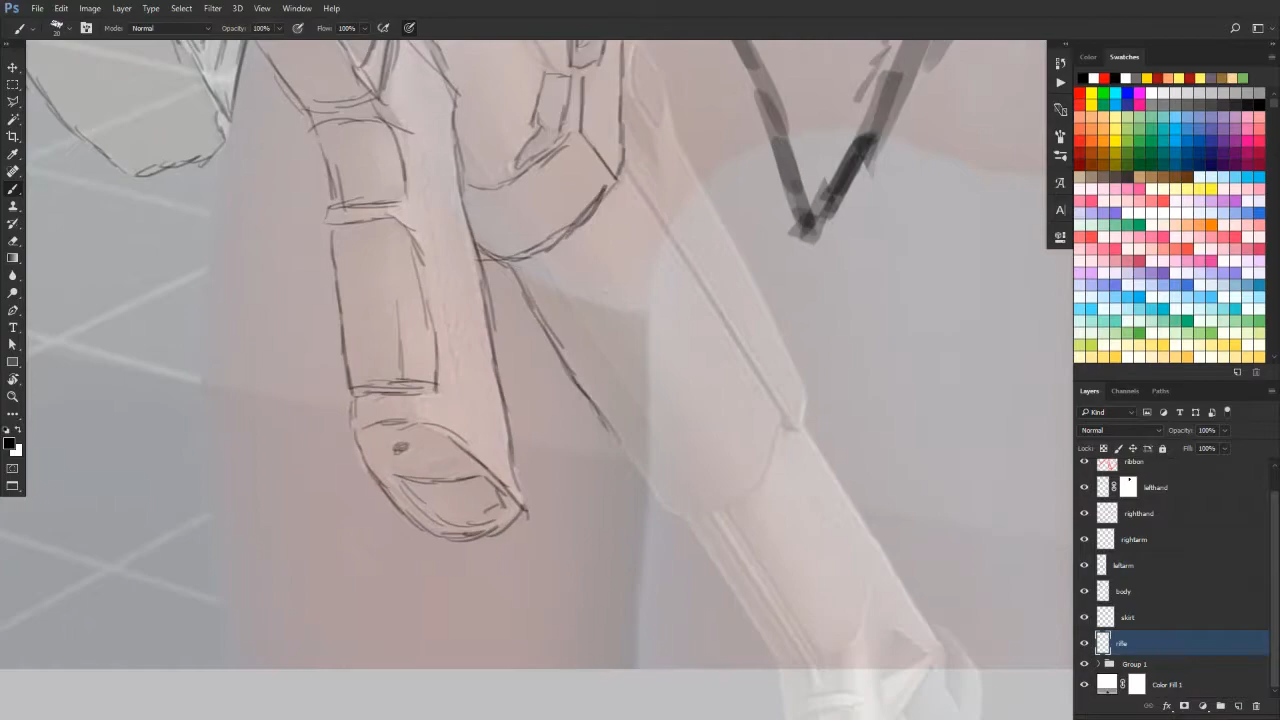 Ps File Edit Image Layer Type Select Filter 3D View Window Help
20 Mode: Normal Opacity: 100% Flow: 100%
Color Swatches
Layers Channels Paths
Kind
Normal Opacity: 100%
Lock: Fill: 100%
ribbon
lefthand
righthand
rightarm
leftarm
body
skirt
rifle
Group 1
Color Fill 1
fx